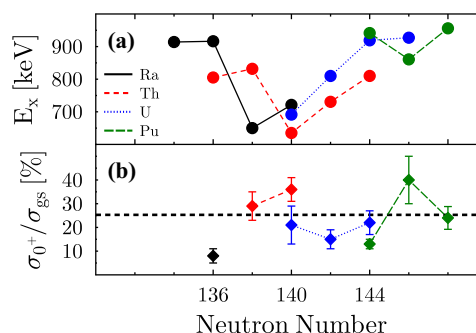 (a)
E_x [keV]
900
800
700
Ra
Th
U
Pu
(b)
σ_0+/σ_gs [%]
40
30
20
10
136 140 144
Neutron Number